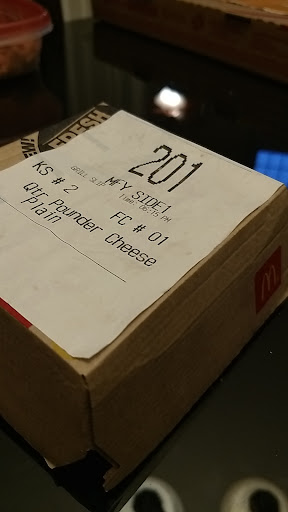 201
MFY SIDE1
KS # 2
FC # 01
Qtr Pounder Cheese
Plain